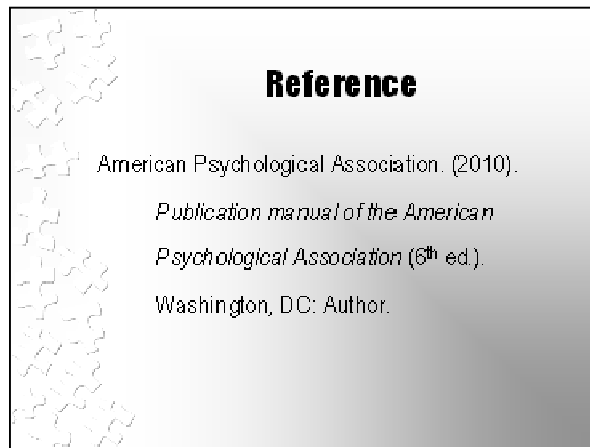 Reference
American Psychological Association. (2010).
Publication manual of the American
Psychological Association (6th ed.).
Washington, DC: Author.